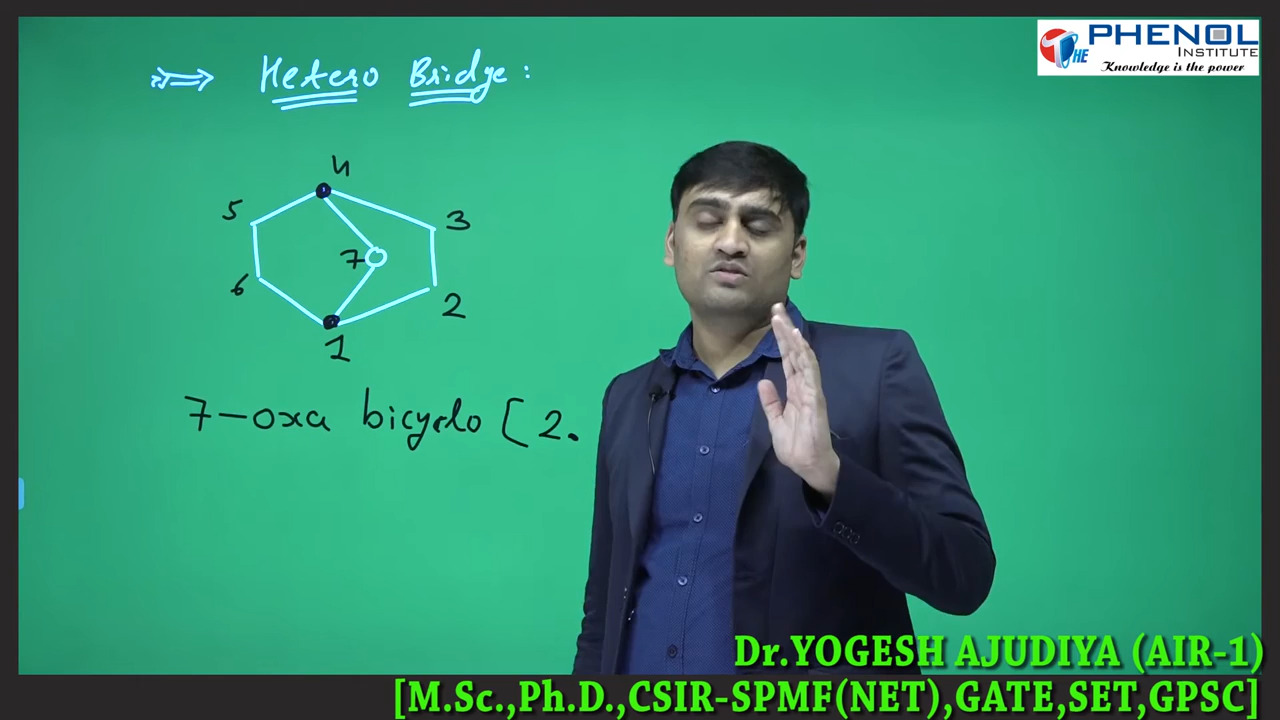 ⇒ Hetero Bridge :
4
5
3
7
6
2
1
7-oxa bicyclo [2.
PHENOL
THE
INSTITUTE
Knowledge is the power
Dr.YOGESH AJUDIYA (AIR-1)
[M.Sc.,Ph.D.,CSIR-SPMF(NET),GATE,SET,GPSC]